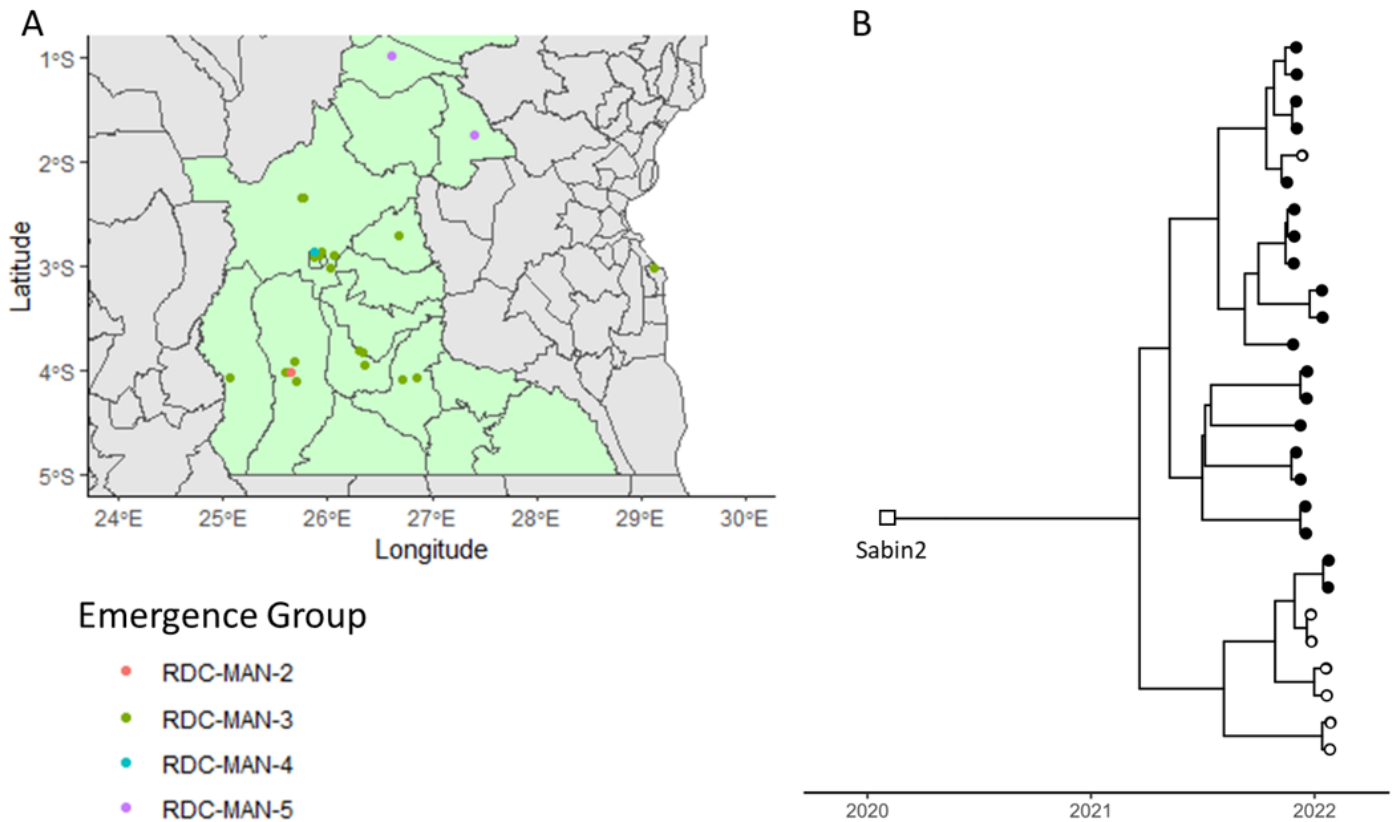 A
B
1°S
2°S
3°S
4°S
5°S
Latitude
24°E 25°E 26°E 27°E 28°E 29°E 30°E
Longitude
Emergence Group
RDC-MAN-2
RDC-MAN-3
RDC-MAN-4
RDC-MAN-5
Sabin2
2020 2021 2022